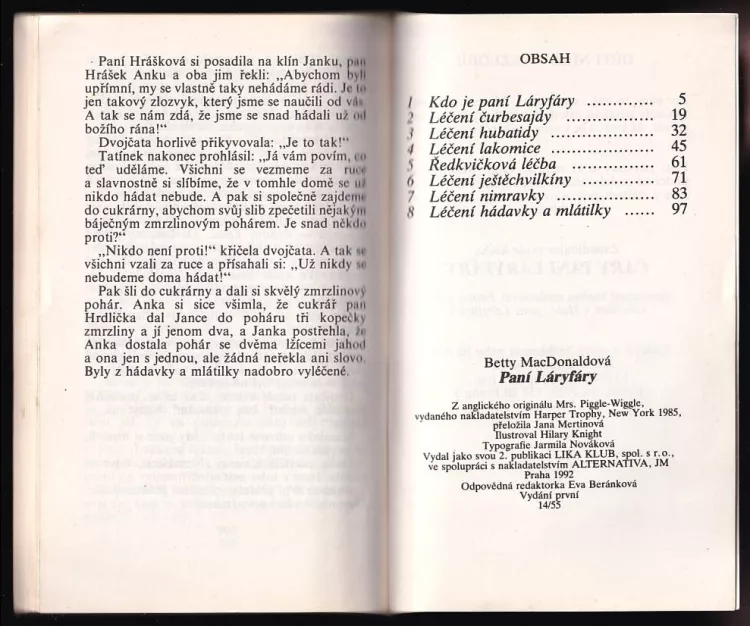 Paní Hrášková si posadila na klín Janku, pan
Hrášek Anku a oba jim řekli: „Abychom byli
upřímní, my se vlastně taky nehádáme rádi. Je to
jen takový zlozvyk, který jsme se naučili od vás.
A tak se nám zdá, že jsme se snad hádali už od
božího rána!“
Dvojčata horlivě přikyvovala: „Je to tak!“
Tatínek nakonec prohlásil: „Já vám povím, co
teď uděláme. Všichni se vezmeme za ruce
a slavnostně si slíbíme, že v tomhle domě se už
nikdo hádat nebude. A pak si společně zajdeme
do cukrárny, abychom svůj slib zpečetili nějakým
báječným zmrzlinovým pohárem. Je snad někdo
proti?“
„Nikdo není proti!“ křičela dvojčata. A tak se
všichni vzali za ruce a přísahali si: „Už nikdy se
nebudeme doma hádat!“
Pak šli do cukrárny a dali si skvělý zmrzlinový
pohár. Anka si sice všimla, že cukrář pan
Hrdlička dal Jance do poháru tři kopečky
zmrzliny a jí jenom dva, a Janka postřehla, že
Anka dostala pohár se dvěma lžícemi jahod
a ona jen s jednou, ale žádná neřekla ani slovo.
Byly z hádavky a mlátilky nadobro vyléčené.
OBSAH
1 Kdo je paní Láryfáry ............. 5
2 Léčení čurbesajdy ............. 19
3 Léčení hubatidy ............. 32
4 Léčení lakomice ............. 45
5 Ředkvičková léčba ............. 61
6 Léčení ještěchvilkíny ............. 71
7 Léčení nimravky ............. 83
8 Léčení hádavky a mlátilky ...... 97
Betty MacDonaldová
Paní Láryfáry
Z anglického originálu Mrs. Piggle-Wiggle,
vydaného nakladatelstvím Harper Trophy, New York 1985,
přeložila Jana Mertinová
Ilustroval Hilary Knight
Typografie Jarmila Nováková
Vydal jako svou 2. publikaci LIKA KLUB, spol. s r.o.,
ve spolupráci s nakladatelstvím ALTERNATIVA, JM
Praha 1992
Odpovědná redaktorka Eva Beránková
Vydání první
14/55